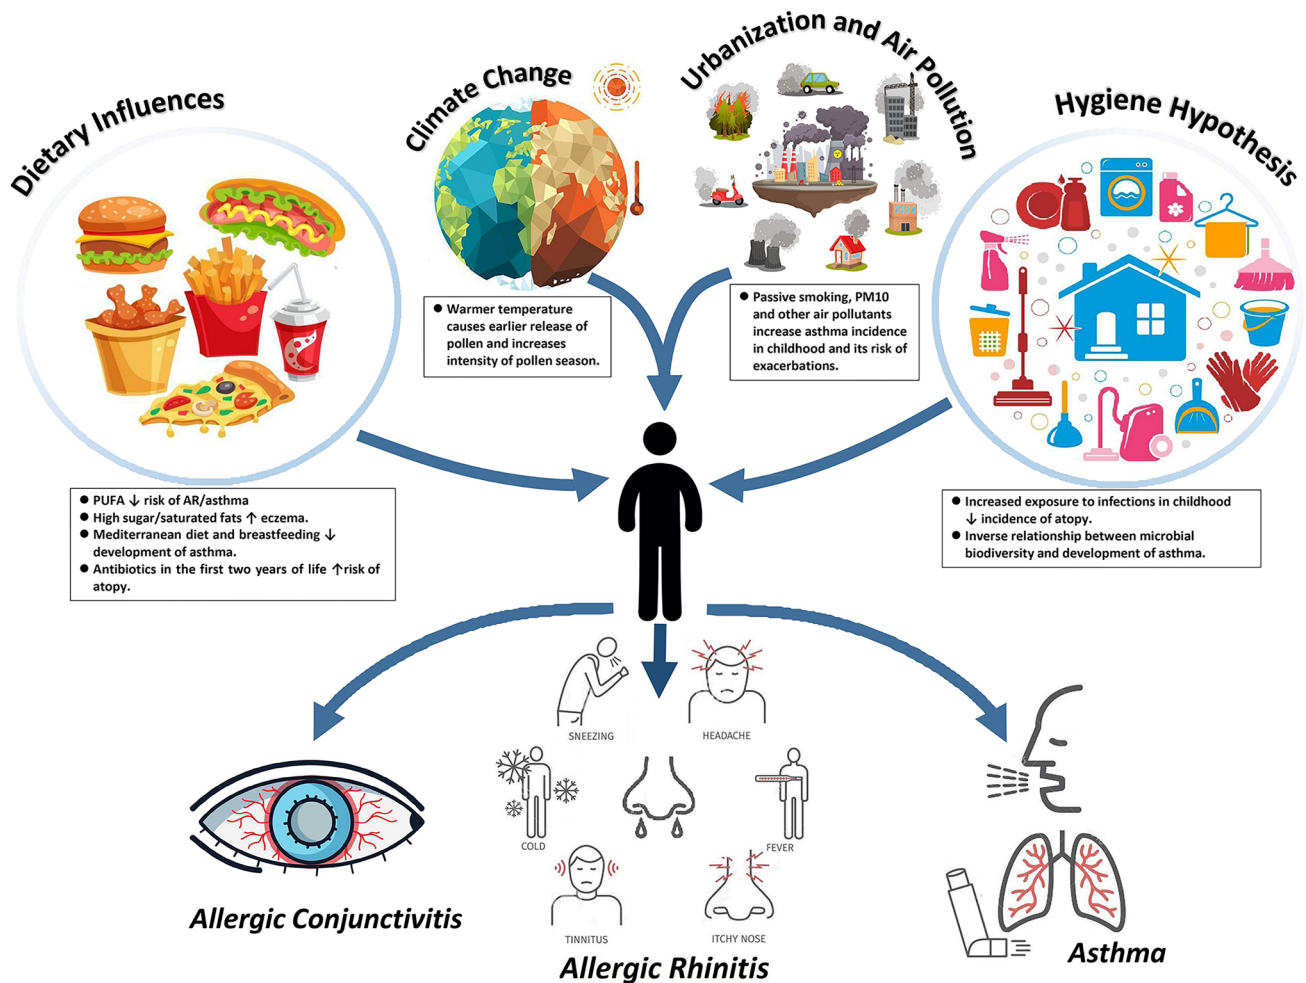 Dietary Influences
Climate Change
Urbanization and Air Pollution
Hygiene Hypothesis
● Warmer temperature
causes earlier release of
pollen and increases
intensity of pollen season.
● Passive smoking, PM10
and other air pollutants
increase asthma incidence
in childhood and its risk of
exacerbations.
● PUFA ↓ risk of AR/asthma
● High sugar/saturated fats ↑ eczema.
● Mediterranean diet and breastfeeding ↓
development of asthma.
● Antibiotics in the first two years of life ↑risk of
atopy.
● Increased exposure to infections in childhood
↓ incidence of atopy.
● Inverse relationship between microbial
biodiversity and development of asthma.
SNEEZING
HEADACHE
COLD
FEVER
TINNITUS
ITCHY NOSE
Allergic Conjunctivitis
Allergic Rhinitis
Asthma